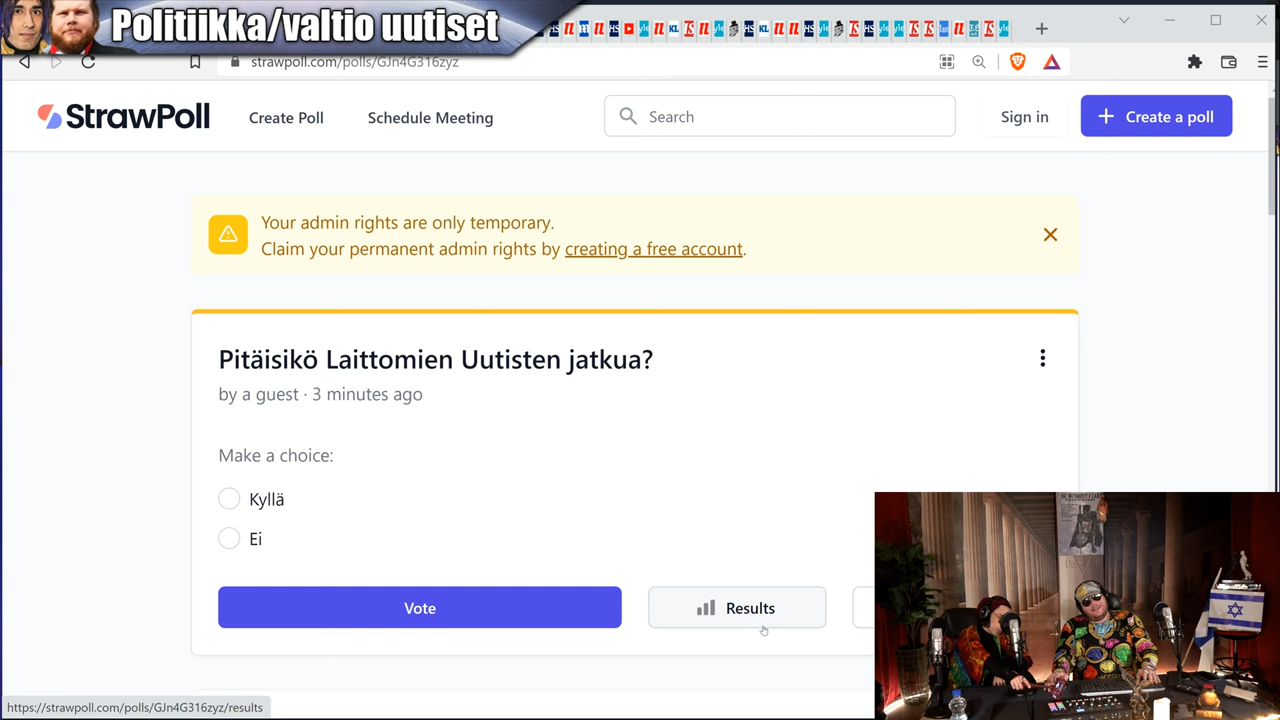 Politiikka/valtio uutiset
strawpoll.com/polls/GJn4G316zyz
StrawPoll
Create Poll
Schedule Meeting
Search
Sign in
Create a poll
Your admin rights are only temporary.
Claim your permanent admin rights by creating a free account.
Pitäisikö Laittomien Uutisten jatkua?
by a guest · 3 minutes ago
Make a choice:
Kyllä
Ei
Vote
Results
https://strawpoll.com/polls/GJn4G316zyz/results